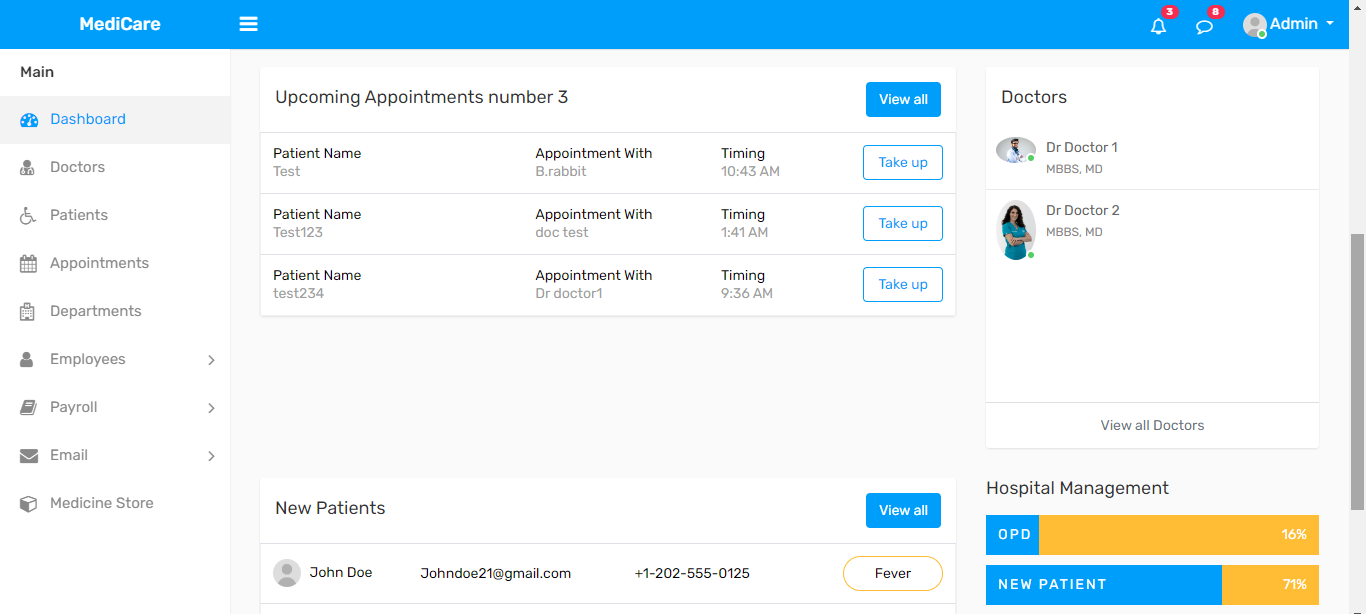 MediCare
3
8
Admin
Main
Dashboard
Doctors
Patients
Appointments
Departments
Employees
Payroll
Email
Medicine Store
Upcoming Appointments number 3
View all
Patient Name Appointment With Timing
Test B.rabbit 10:43 AM
Take up
Patient Name Appointment With Timing
Test123 doc test 1:41 AM
Take up
Patient Name Appointment With Timing
test234 Dr doctor1 9:36 AM
Take up
New Patients
View all
John Doe Johndoe21@gmail.com +1-202-555-0125 Fever
Doctors
Dr Doctor 1
MBBS, MD
Dr Doctor 2
MBBS, MD
View all Doctors
Hospital Management
OPD 16%
NEW PATIENT 71%